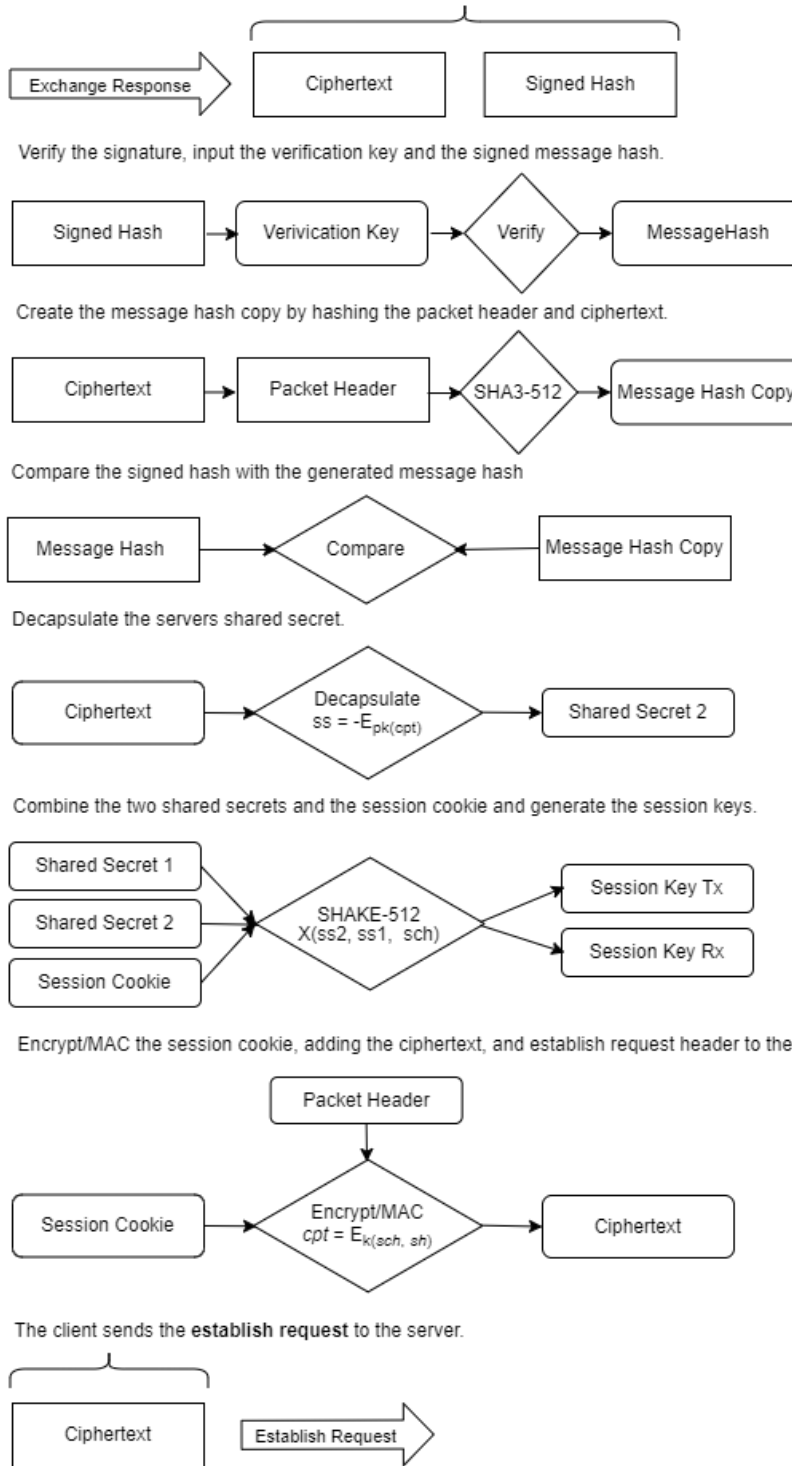 Exchange Response
Ciphertext
Signed Hash
Verify the signature, input the verification key and the signed message hash.
Signed Hash
Verivication Key
Verify
MessageHash
Create the message hash copy by hashing the packet header and ciphertext.
Ciphertext
Packet Header
SHA3-512
Message Hash Copy
Compare the signed hash with the generated message hash
Message Hash
Compare
Message Hash Copy
Decapsulate the servers shared secret.
Ciphertext
Decapsulate
ss = -E pk(cpt)
Shared Secret 2
Combine the two shared secrets and the session cookie and generate the session keys.
Shared Secret 1
Shared Secret 2
Session Cookie
SHAKE-512
X(ss2, ss1, sch)
Session Key Tx
Session Key Rx
Encrypt/MAC the session cookie, adding the ciphertext, and establish request header to the
Packet Header
Session Cookie
Encrypt/MAC
cpt = E k(sch, sh)
Ciphertext
The client sends the establish request to the server.
Ciphertext
Establish Request